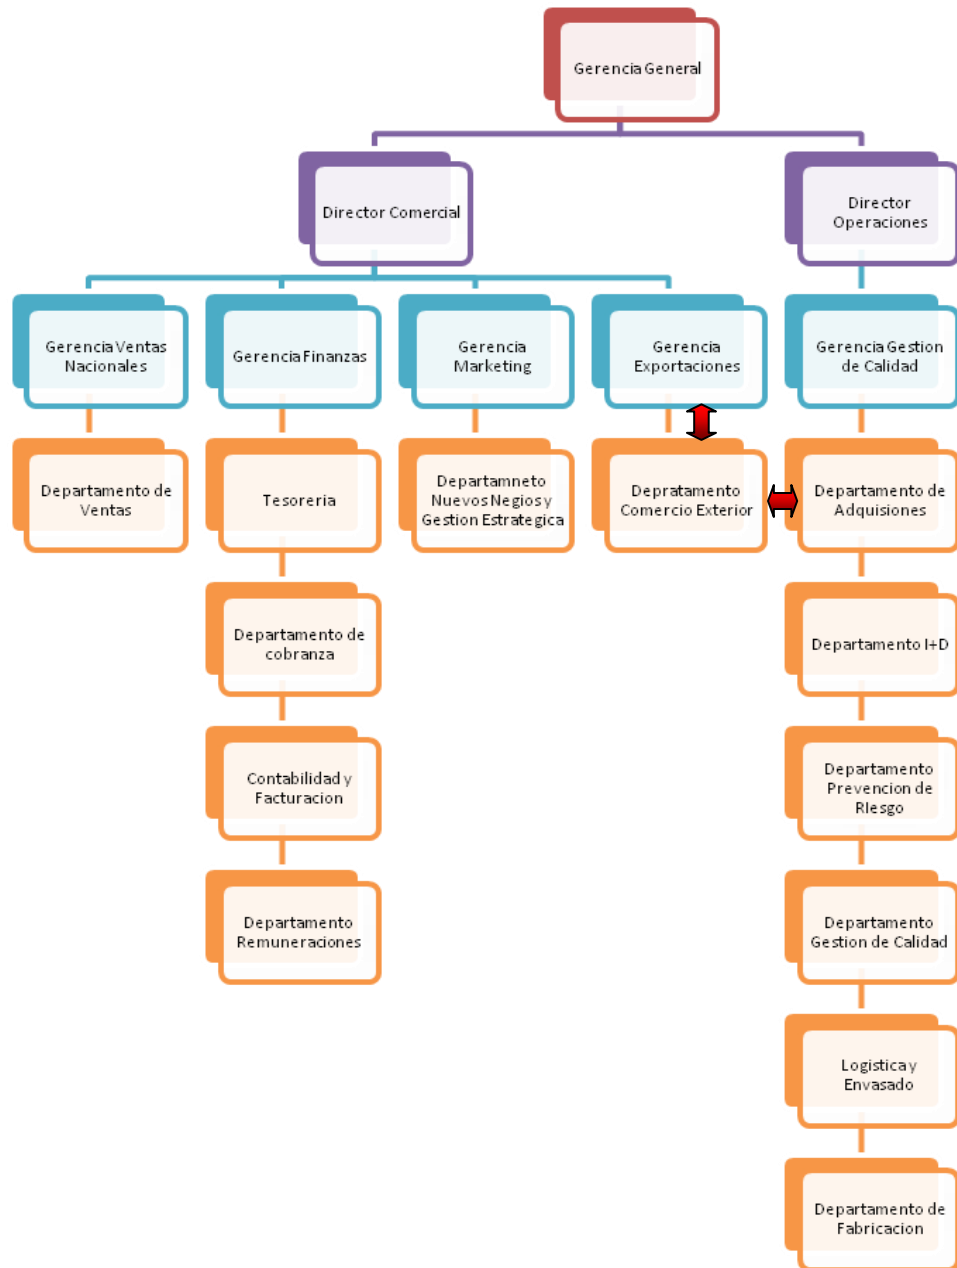 Gerencia General
Director Comercial
Director
Operaciones
Gerencia Ventas
Nacionales
Gerencia Finanzas
Gerencia
Marketing
Gerencia
Exportaciones
Gerencia Gestion
de Calidad
Departamento de
Ventas
Tesoreria
Departamneto
Nuevos Negios y
Gestion Estrategica
Depratamento
Comercio Exterior
Departamento de
Adquisiones
Departamento de
cobranza
Departamento I+D
Contabilidad y
Facturacion
Departamento
Prevencion de
RIesgo
Departamento
Remuneraciones
Departamento
Gestion de Calidad
Logistica y
Envasado
Departamento de
Fabricacion